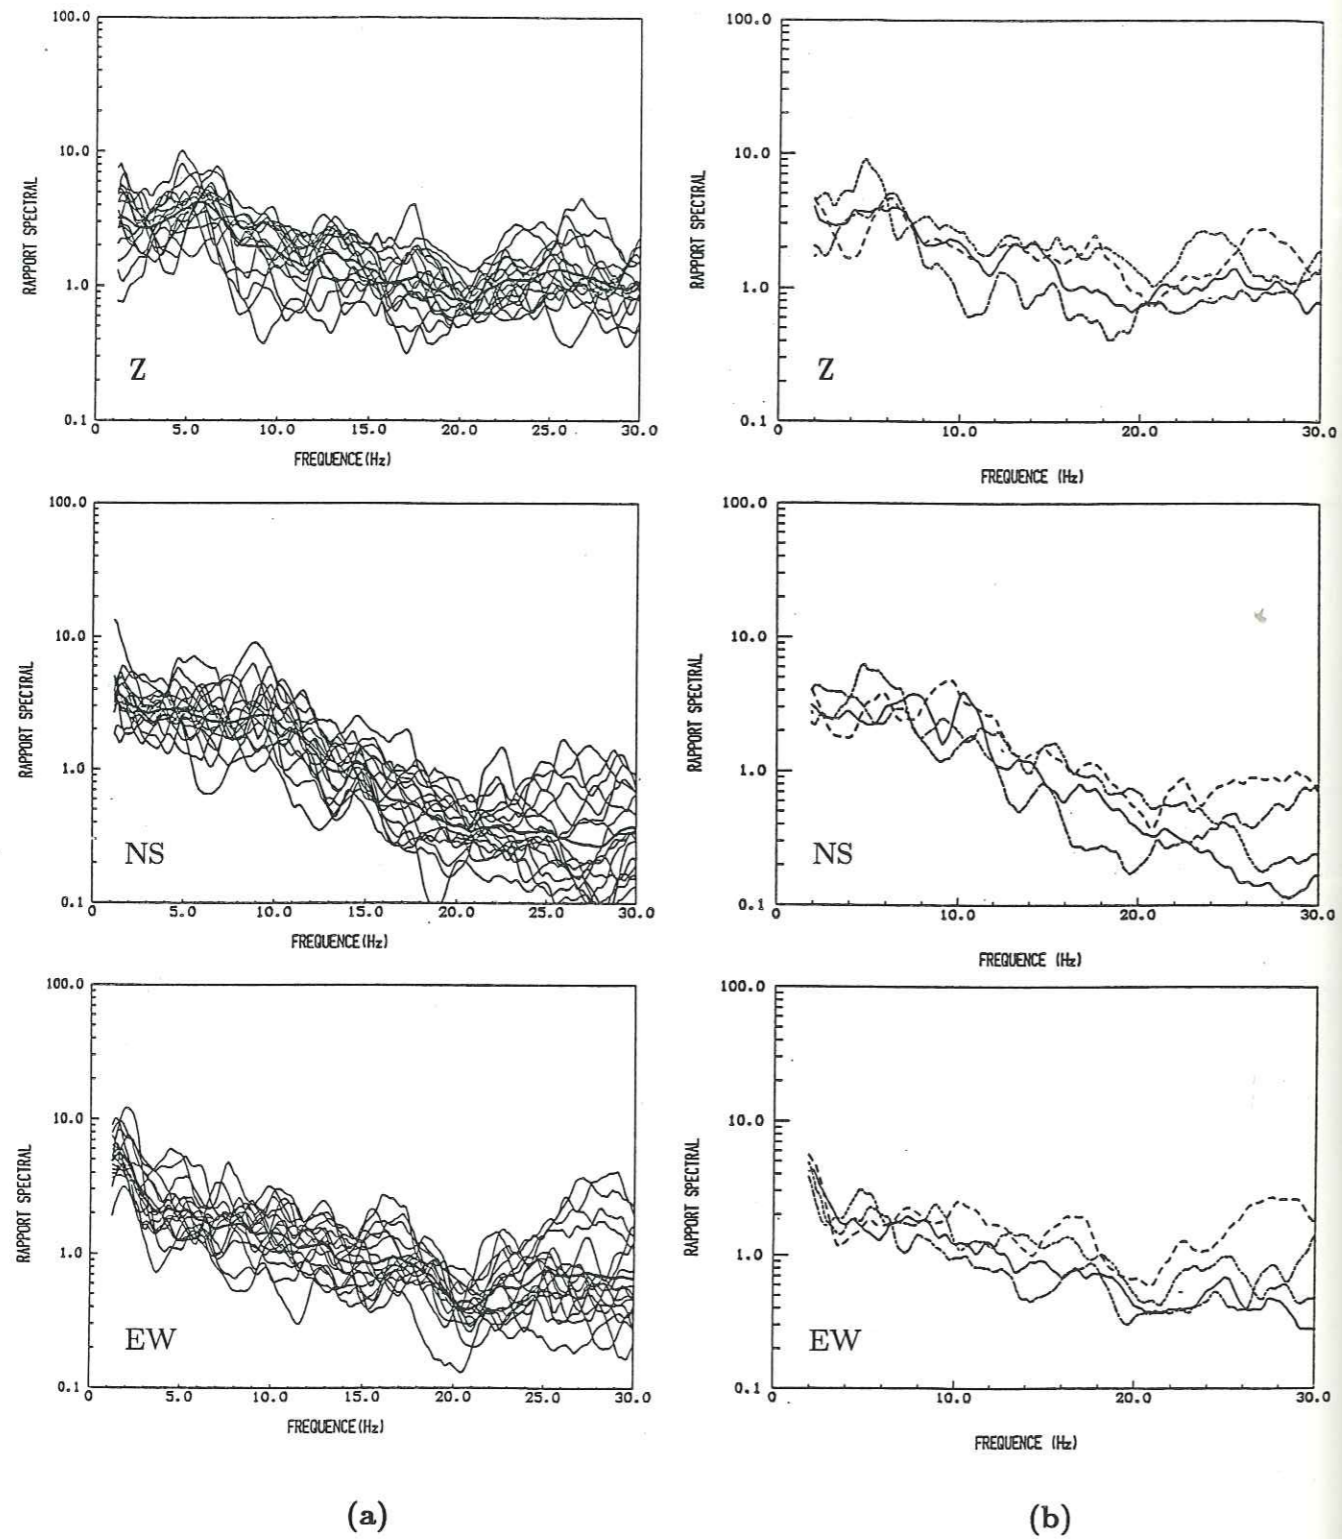 100.0
10.0
1.0
0.1
RAPPORT SPECTRAL
Z
0 5.0 10.0 15.0 20.0 25.0 30.0
FREQUENCE(Hz)
100.0
10.0
1.0
0.1
RAPPORT SPECTRAL
Z
0 10.0 20.0 30.0
FREQUENCE (Hz)
100.0
10.0
1.0
0.1
RAPPORT SPECTRAL
NS
0 5.0 10.0 15.0 20.0 25.0 30.0
FREQUENCE(Hz)
100.0
10.0
1.0
0.1
RAPPORT SPECTRAL
NS
0 10.0 20.0 30.0
FREQUENCE (Hz)
100.0
10.0
1.0
0.1
RAPPORT SPECTRAL
EW
0 5.0 10.0 15.0 20.0 25.0 30.0
FREQUENCE(Hz)
100.0
10.0
1.0
0.1
RAPPORT SPECTRAL
EW
0 10.0 20.0 30.0
FREQUENCE (Hz)
(a)
(b)